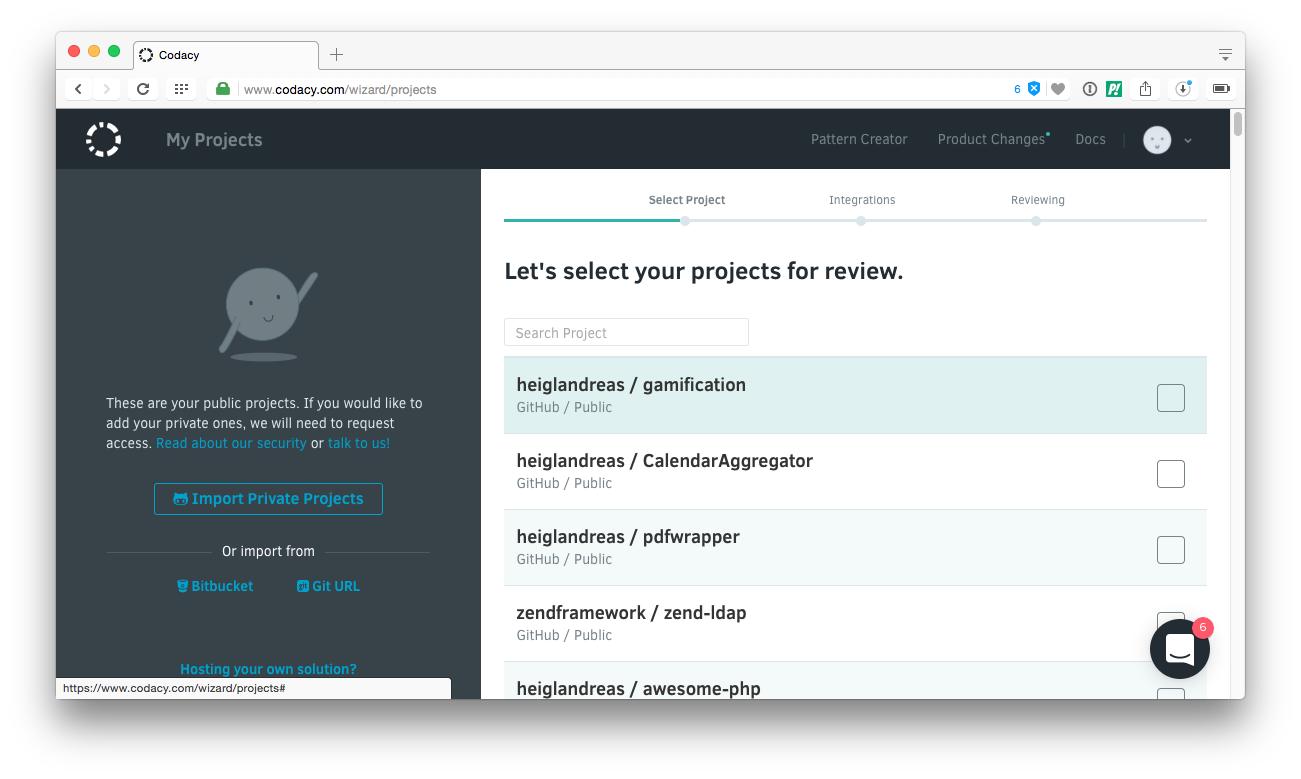 Codacy
www.codacy.com/wizard/projects
6
My Projects
Pattern Creator
Product Changes
Docs
Select Project
Integrations
Reviewing
These are your public projects. If you would like to
add your private ones, we will need to request
access. Read about our security or talk to us!
Import Private Projects
Or import from
Bitbucket
git Git URL
Hosting your own solution?
https://www.codacy.com/wizard/projects#
Let's select your projects for review.
Search Project
heiglandreas / gamification
GitHub / Public
heiglandreas / CalendarAggregator
GitHub / Public
heiglandreas / pdfwrapper
GitHub / Public
zendframework / zend-ldap
GitHub / Public
6
heiglandreas / awesome-php